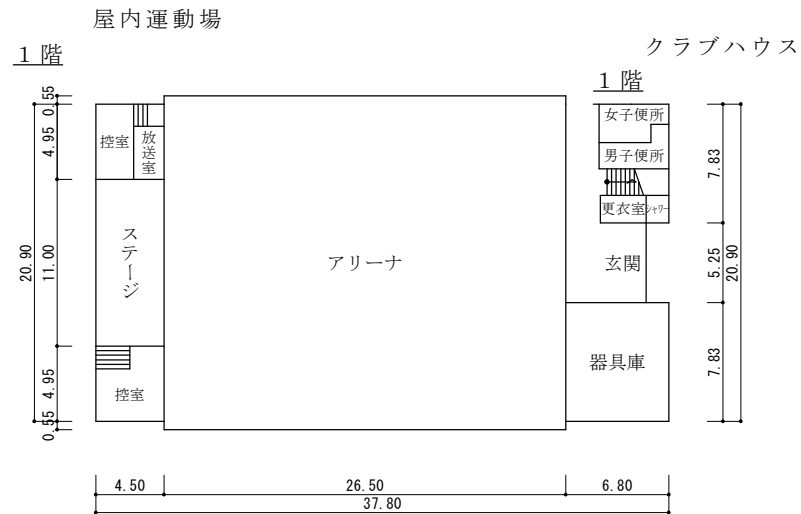 屋内運動場
１階
クラブハウス
１階
女子便所
控室
放送室
男子便所
更衣室
シャワー
ステージ
アリーナ
玄関
器具庫
控室
0.55
4.95
11.00
20.90
4.95
0.55
7.83
5.25
20.90
7.83
4.50
26.50
6.80
37.80